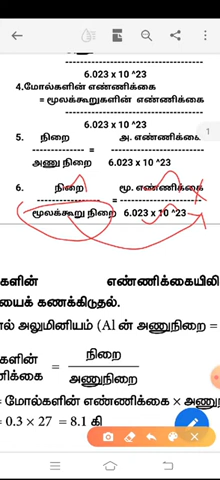 6.023 x 10 ^23
4.மோல்களின் எண்ணிக்கை
= மூலக்கூறுகளின் எண்ணிக்கை
6.023 x 10 ^23
5. நிறை அ. எண்ணிக்கை
=
அணு நிறை 6.023 x 10 ^23
6. நிறை மூ. எண்ணிக்கை
=
மூலக்கூறு நிறை 6.023 x 10 ^23
1
களின் எண்ணிக்கையிலி
யைக் கணக்கிடுதல்.
ால் அலுமினியம் (Al ன் அணுநிறை =
களின் நிறை
=
ணிக்கை அணுநிறை
= மோல்களின் எண்ணிக்கை × அணு
= 0.3 × 27 = 8.1 கி